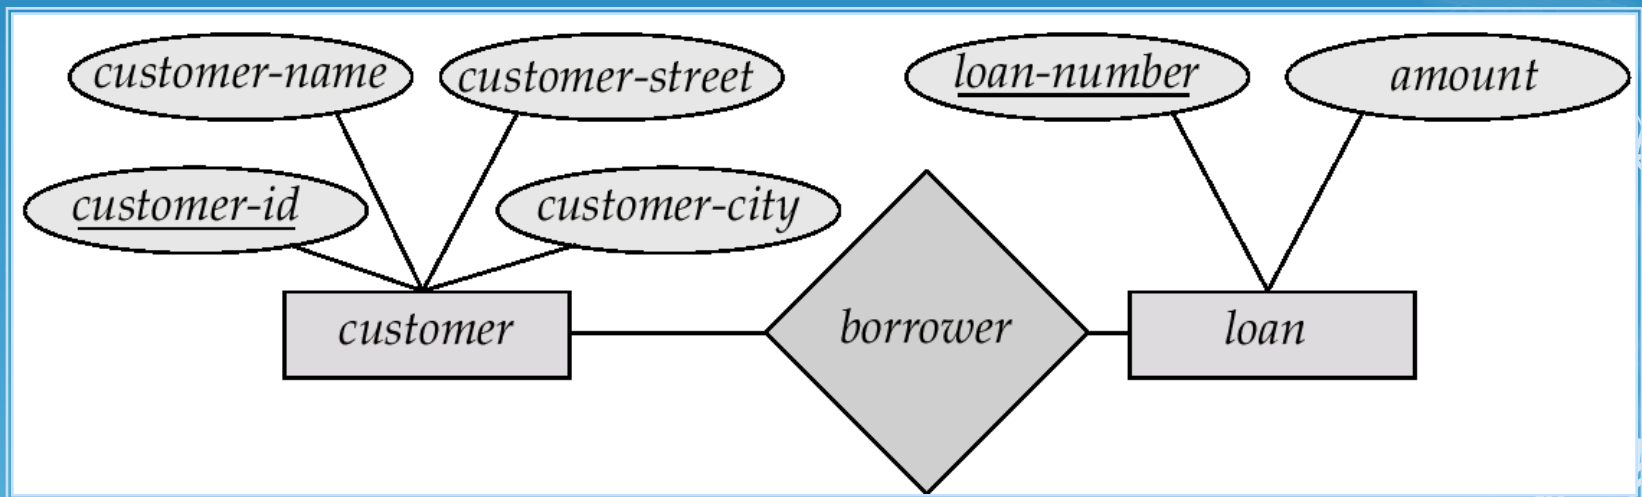 customer-name
customer-street
loan-number
amount
customer-id
customer-city
customer
borrower
loan